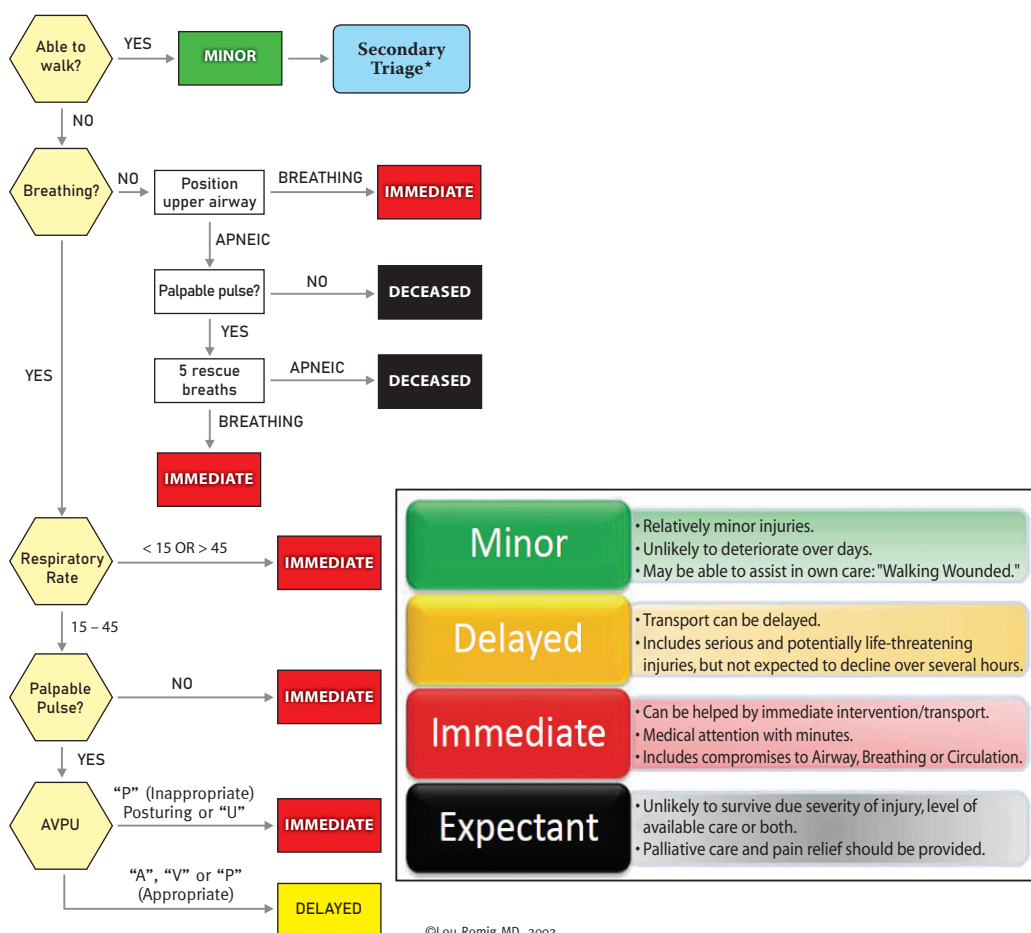 Able to
walk?
YES
MINOR
Secondary
Triage*
NO
Breathing?
NO
Position
upper airway
BREATHING
IMMEDIATE
APNEIC
Palpable pulse?
NO
DECEASED
YES
YES
5 rescue
breaths
APNEIC
DECEASED
BREATHING
IMMEDIATE
Respiratory
Rate
< 15 OR > 45
IMMEDIATE
15 – 45
Palpable
Pulse?
NO
IMMEDIATE
YES
AVPU
“P” (Inappropriate)
Posturing or “U”
IMMEDIATE
“A”, “V” or “P”
(Appropriate)
DELAYED
Minor
• Relatively minor injuries.
• Unlikely to deteriorate over days.
• May be able to assist in own care: "Walking Wounded."
Delayed
• Transport can be delayed.
• Includes serious and potentially life-threatening
injuries, but not expected to decline over several hours.
Immediate
• Can be helped by immediate intervention/transport.
• Medical attention with minutes.
• Includes compromises to Airway, Breathing or Circulation.
Expectant
• Unlikely to survive due severity of injury, level of
available care or both.
• Palliative care and pain relief should be provided.
©Lou Romig MD, 2002